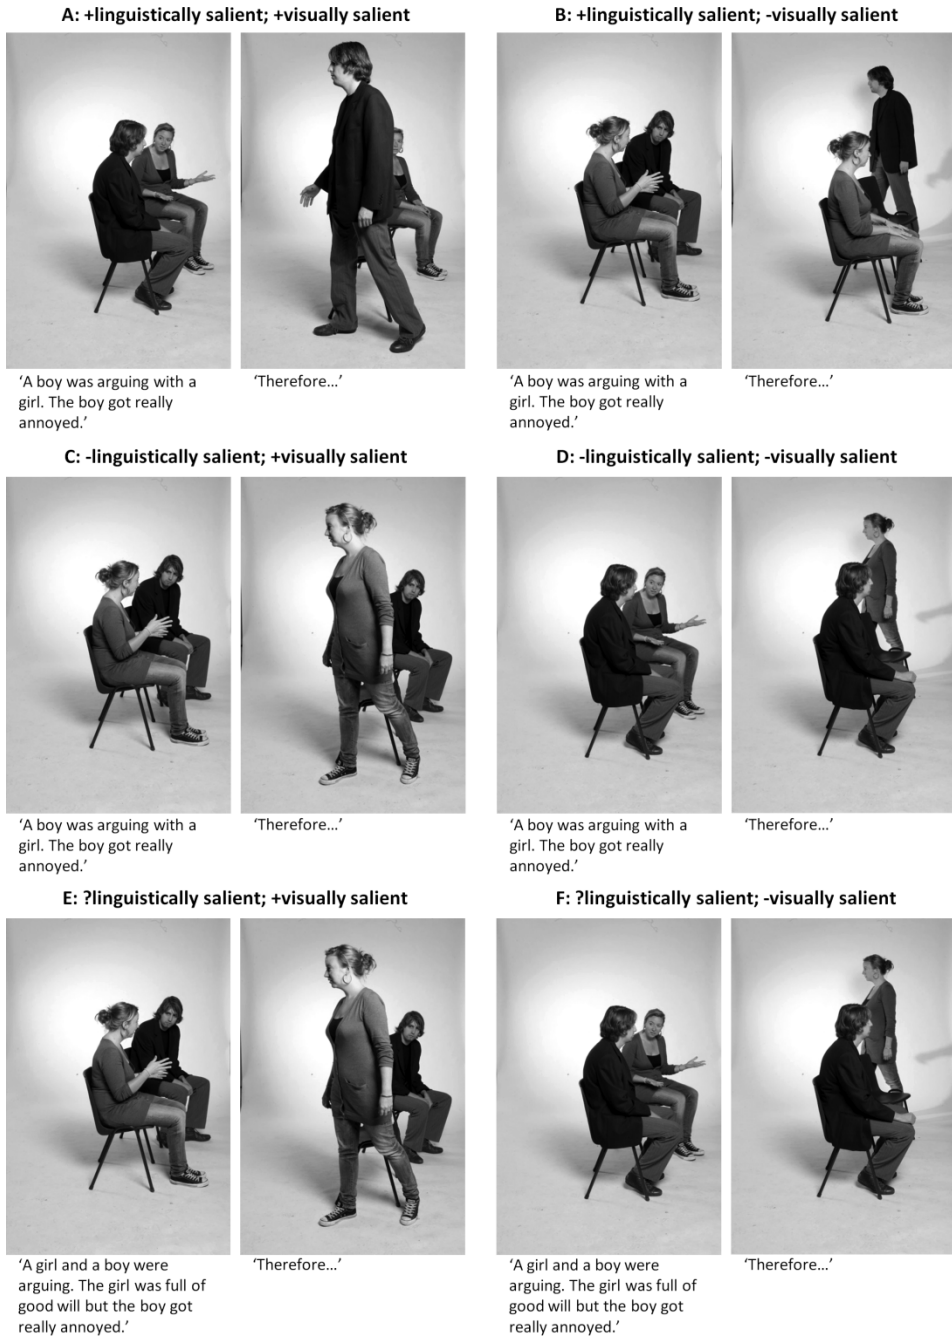 A: +linguistically salient; +visually salient
‘A boy was arguing with a
girl. The boy got really
annoyed.’
‘Therefore…’
B: +linguistically salient; -visually salient
‘A boy was arguing with a
girl. The boy got really
annoyed.’
‘Therefore…’
C: -linguistically salient; +visually salient
‘A boy was arguing with a
girl. The boy got really
annoyed.’
‘Therefore…’
D: -linguistically salient; -visually salient
‘A boy was arguing with a
girl. The boy got really
annoyed.’
‘Therefore…’
E: ?linguistically salient; +visually salient
‘A girl and a boy were
arguing. The girl was full of
good will but the boy got
really annoyed.’
‘Therefore…’
F: ?linguistically salient; -visually salient
‘A girl and a boy were
arguing. The girl was full of
good will but the boy got
really annoyed.’
‘Therefore…’